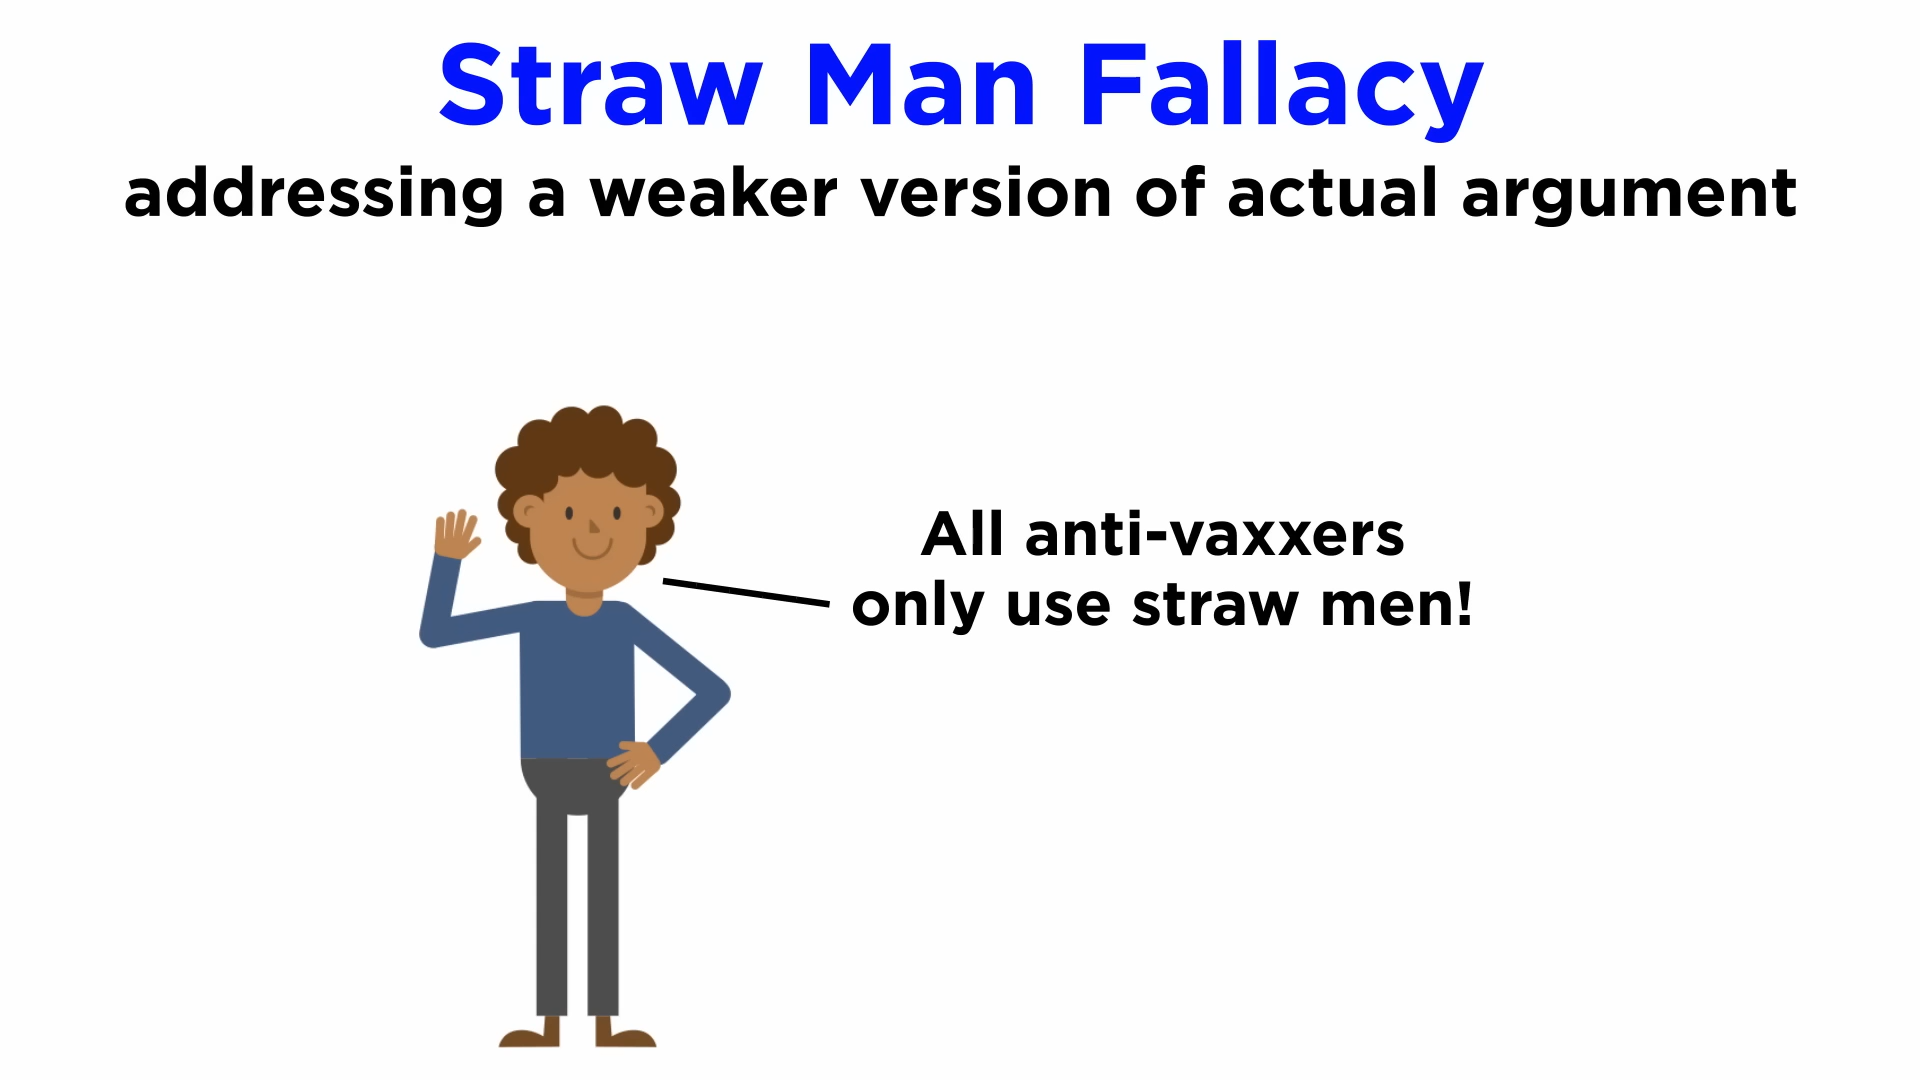 Straw Man Fallacy
addressing a weaker version of actual argument
All anti-vaxxers
only use straw men!